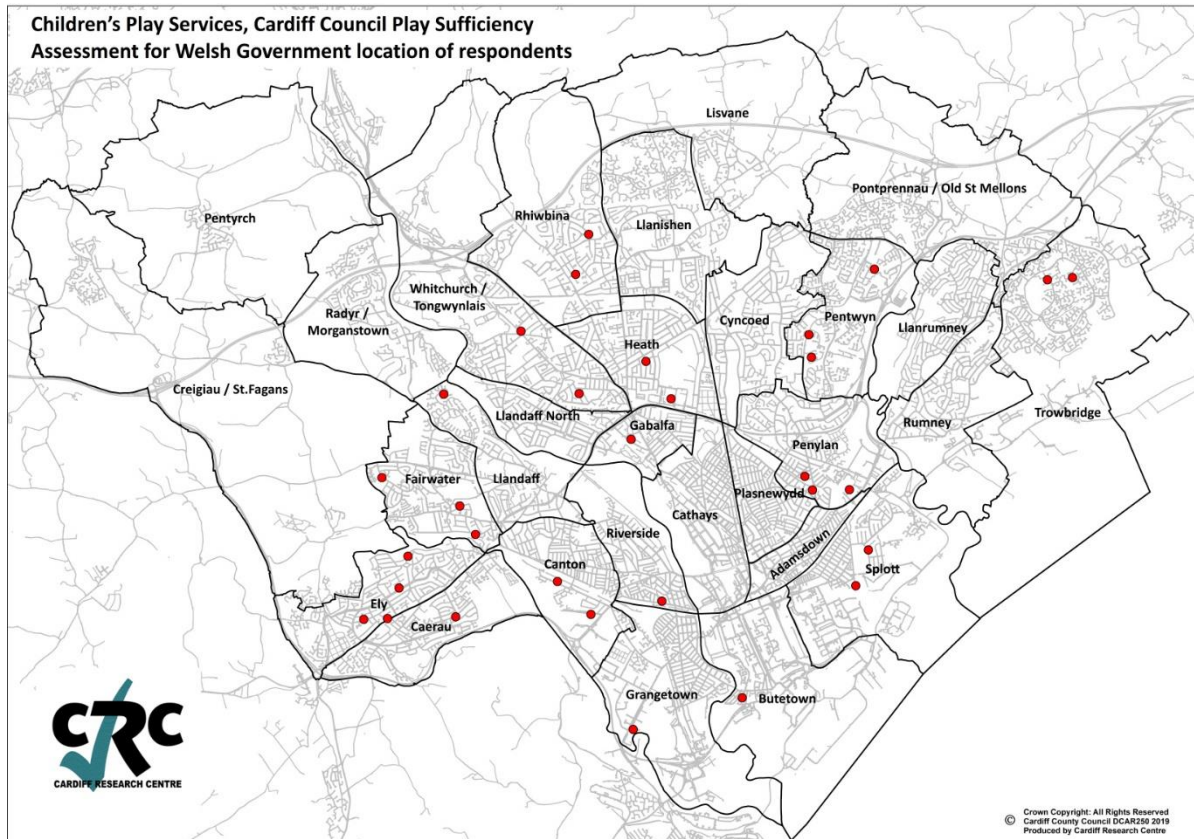 Children's Play Services, Cardiff Council Play Sufficiency
Assessment for Welsh Government location of respondents
Lisvane
Pontprennau / Old St Mellons
Pentyrch
Rhiwbina
Llanishen
Whitchurch /
Tongwynlais
Radyr /
Morganstown
Cyncoed
Pentwyn
Llanrumney
Heath
Creigiau / St.Fagans
Llandaff North
Gabalfa
Trowbridge
Rumney
Penylan
Fairwater
Llandaff
Plasnewydd
Cathays
Riverside
Adamsdown
Canton
Splott
Ely
Caerau
Grangetown
Butetown
CRC
CARDIFF RESEARCH CENTRE
Crown Copyright: All Rights Reserved
© Cardiff County Council DCAR250 2019
Produced by Cardiff Research Centre